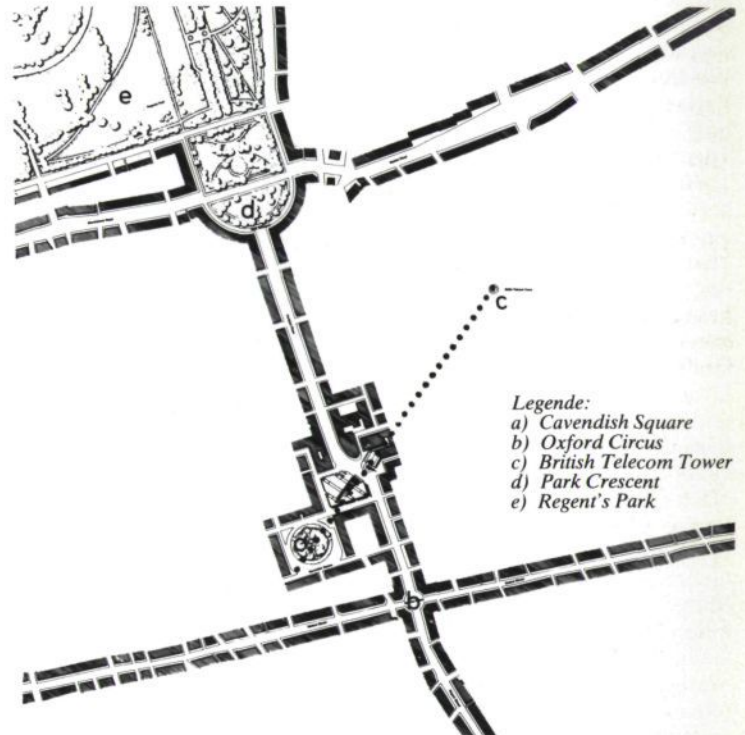 e
d
c
Legende:
a) Cavendish Square
b) Oxford Circus
c) British Telecom Tower
d) Park Crescent
e) Regent's Park
b